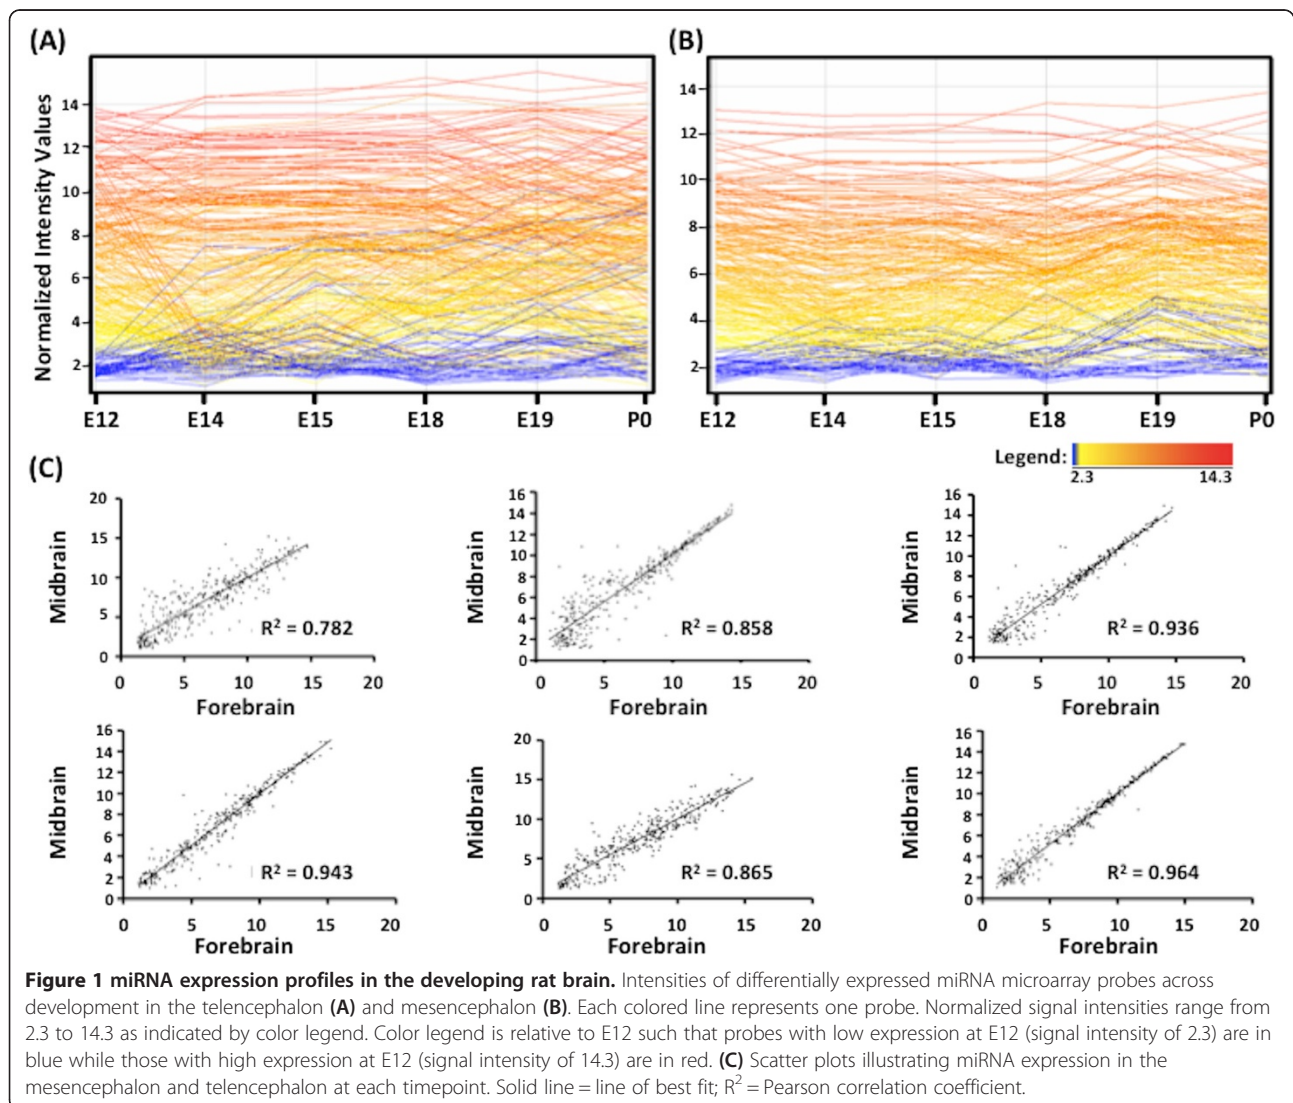 (A)
(B)
Normalized Intensity Values
14
12
10
8
6
4
2
E12 E14 E15 E18 E19 P0
14
12
10
8
6
4
2
E12 E14 E15 E18 E19 P0
Legend:
2.3 14.3
(C)
Midbrain
20
15
10
5
0
0 5 10 15 20
Forebrain
R² = 0.782
Midbrain
16
14
12
10
8
6
4
2
0
0 5 10 15 20
Forebrain
R² = 0.858
Midbrain
16
14
12
10
8
6
4
2
0
0 5 10 15 20
Forebrain
R² = 0.936
Midbrain
16
14
12
10
8
6
4
2
0
0 5 10 15 20
Forebrain
R² = 0.943
Midbrain
20
15
10
5
0
0 5 10 15 20
Forebrain
R² = 0.865
Midbrain
16
14
12
10
8
6
4
2
0
0 5 10 15 20
Forebrain
R² = 0.964
Figure 1 miRNA expression profiles in the developing rat brain. Intensities of differentially expressed miRNA microarray probes across
development in the telencephalon (A) and mesencephalon (B). Each colored line represents one probe. Normalized signal intensities range from
2.3 to 14.3 as indicated by color legend. Color legend is relative to E12 such that probes with low expression at E12 (signal intensity of 2.3) are in
blue while those with high expression at E12 (signal intensity of 14.3) are in red. (C) Scatter plots illustrating miRNA expression in the
mesencephalon and telencephalon at each timepoint. Solid line = line of best fit; R² = Pearson correlation coefficient.